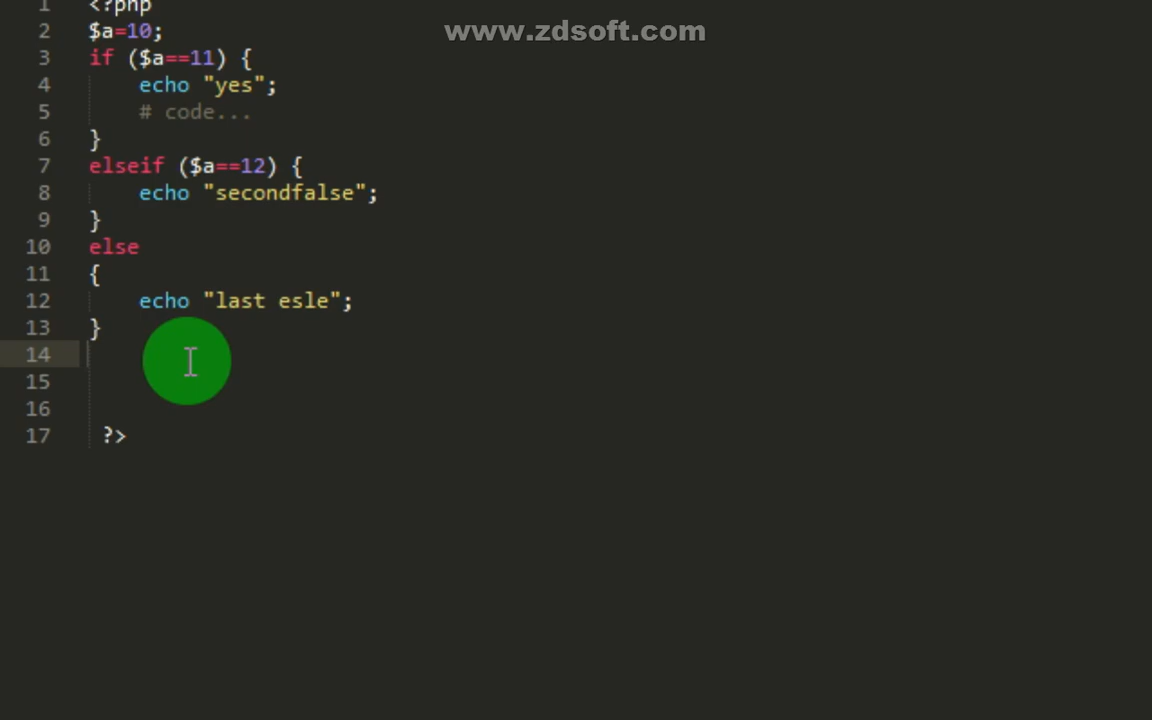 1 <?php
www.zdsoft.com
2 $a=10;
3 if ($a==11) {
4 echo "yes";
5 # code...
6 }
7 elseif ($a==12) {
8 echo "secondfalse";
9 }
10 else
11 {
12 echo "last esle";
13 }
14
15
16
17 ?>